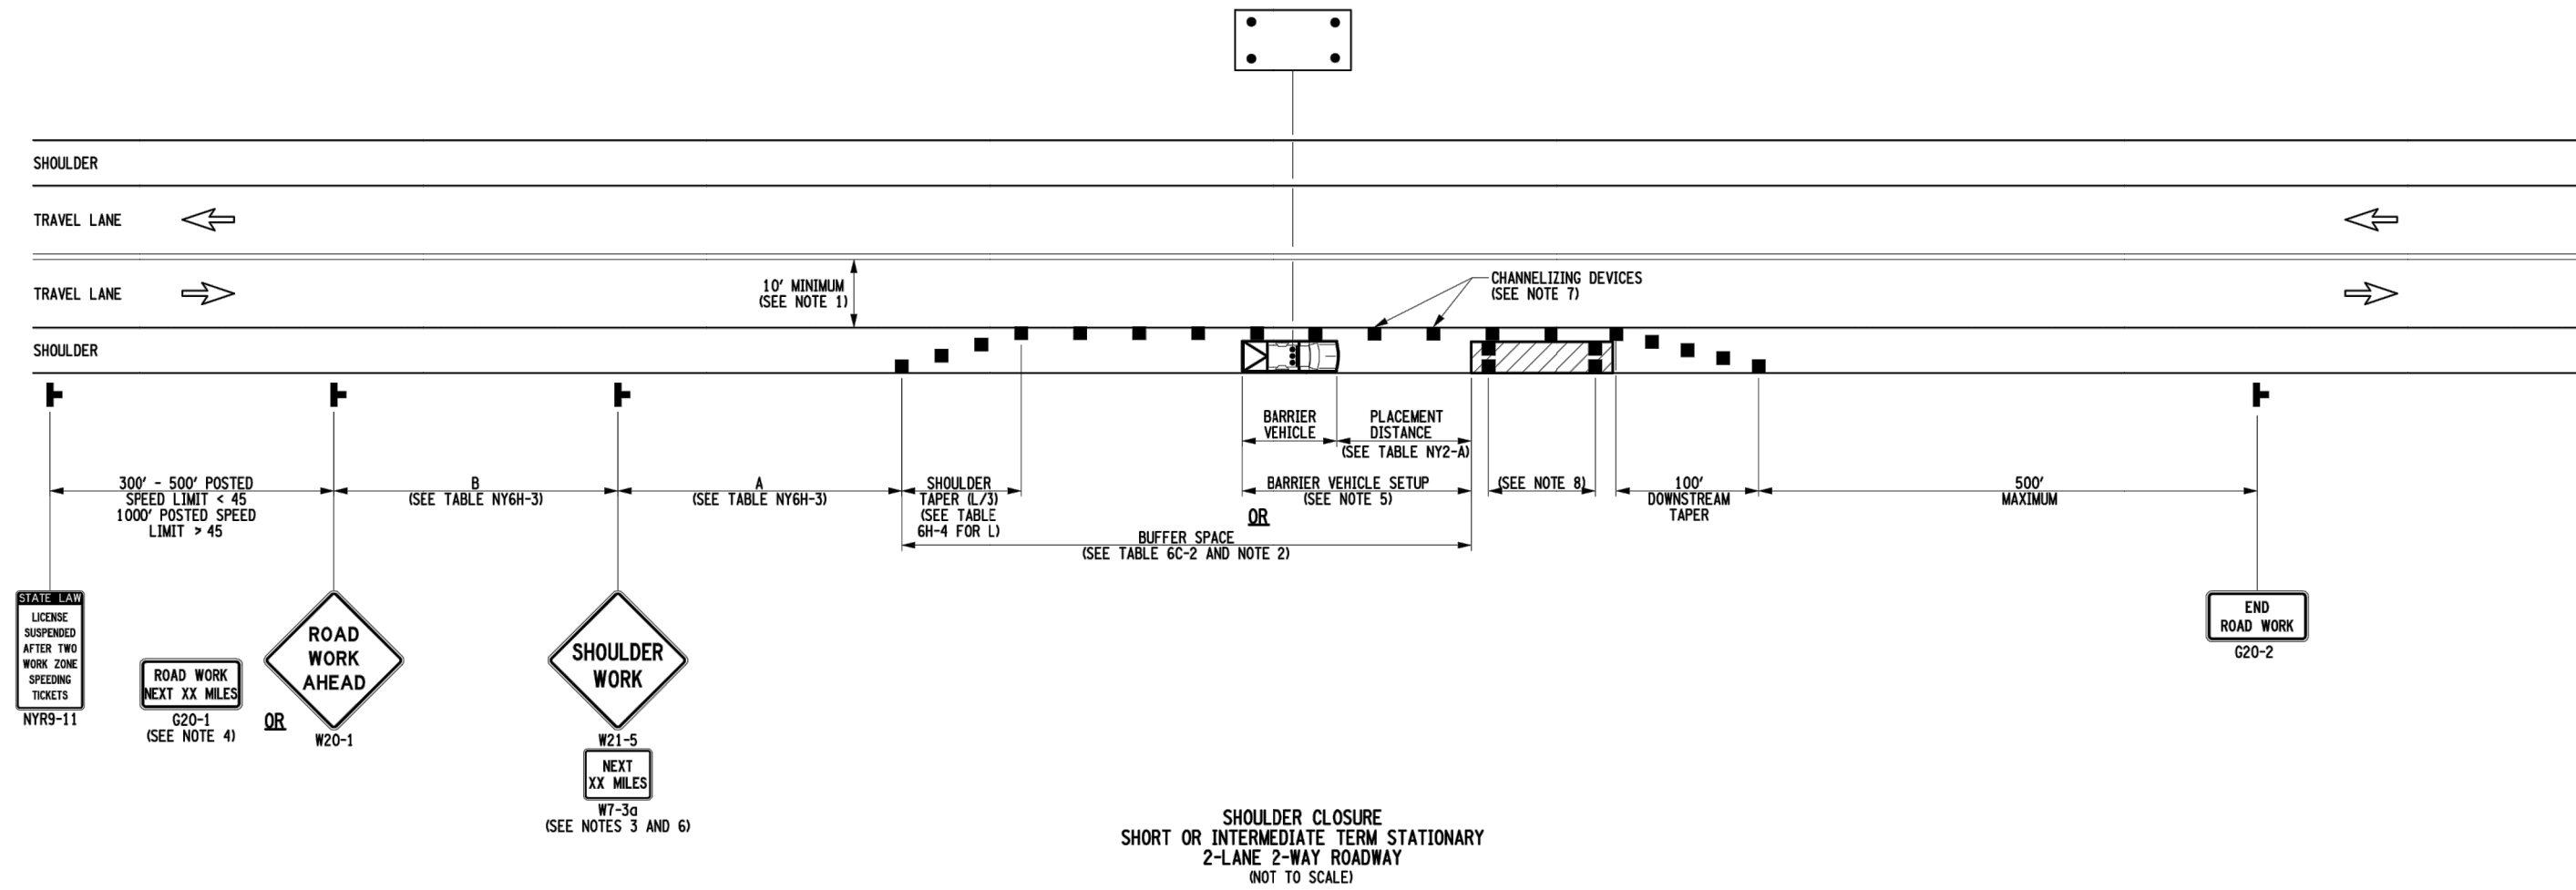 SHOULDER
TRAVEL LANE
TRAVEL LANE
10' MINIMUM
(SEE NOTE 1)
CHANNELIZING DEVICES
(SEE NOTE 7)
SHOULDER
BARRIER
VEHICLE
PLACEMENT
DISTANCE
(SEE TABLE NY2-A)
300' - 500' POSTED
SPEED LIMIT < 45
1000' POSTED SPEED
LIMIT > 45
B
(SEE TABLE NY6H-3)
A
(SEE TABLE NY6H-3)
SHOULDER
TAPER (L/3)
(SEE TABLE
6H-4 FOR L)
BARRIER VEHICLE SETUP
(SEE NOTE 5)
OR
BUFFER SPACE
(SEE TABLE 6C-2 AND NOTE 2)
(SEE NOTE 8)
100'
DOWNSTREAM
TAPER
500'
MAXIMUM
STATE LAW
LICENSE
SUSPENDED
AFTER TWO
WORK ZONE
SPEEDING
TICKETS
NYR9-11
ROAD WORK
NEXT XX MILES
G20-1
(SEE NOTE 4)
OR
ROAD
WORK
AHEAD
W20-1
SHOULDER
WORK
W21-5
NEXT
XX MILES
W7-3a
(SEE NOTES 3 AND 6)
END
ROAD WORK
G20-2
SHOULDER CLOSURE
SHORT OR INTERMEDIATE TERM STATIONARY
2-LANE 2-WAY ROADWAY
(NOT TO SCALE)